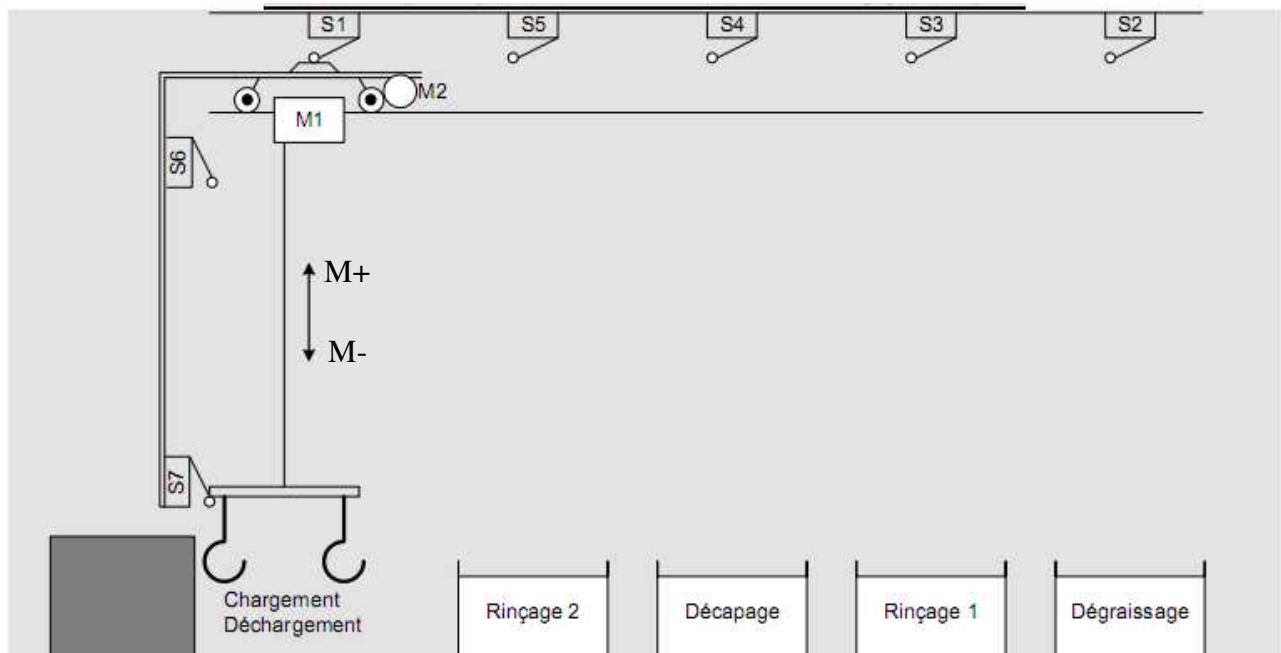 S1 S5 S4 S3 S2
M2
M1
S6
M+
M-
S7
Chargement
Déchargement
Rinçage 2 Décapage Rinçage 1 Dégraissage